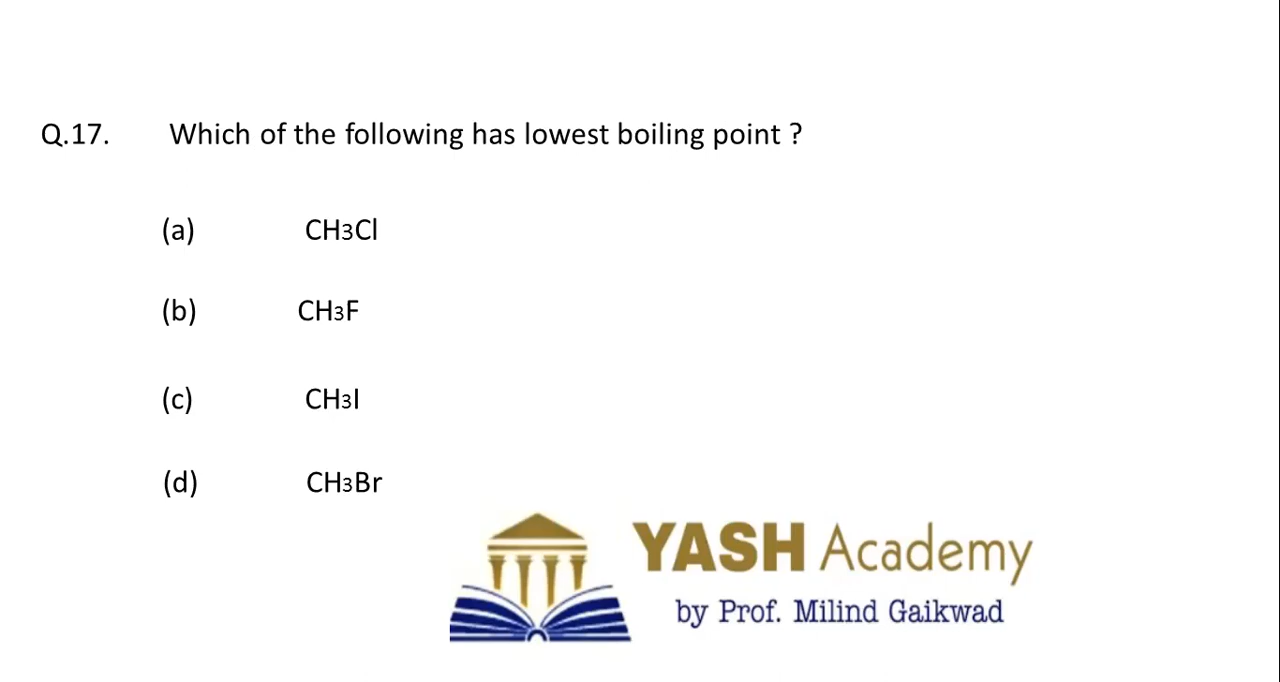 Q.17. Which of the following has lowest boiling point ?
(a) CH3Cl
(b) CH3F
(c) CH3I
(d) CH3Br
YASH Academy
by Prof. Milind Gaikwad